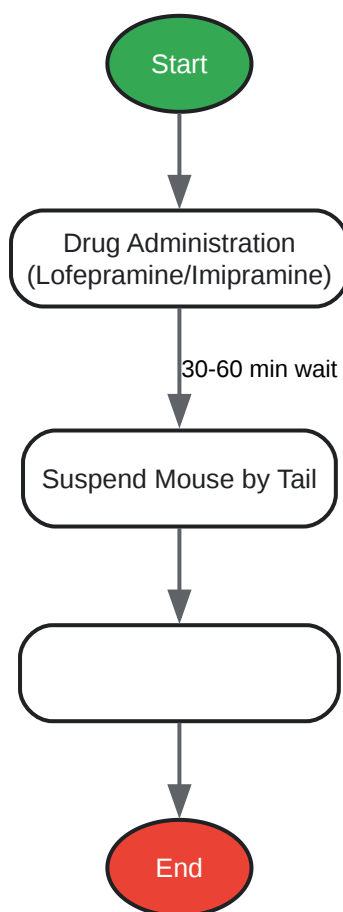 Start
Drug Administration
(Lofepramine/Imipramine)
30-60 min wait
Suspend Mouse by Tail
End